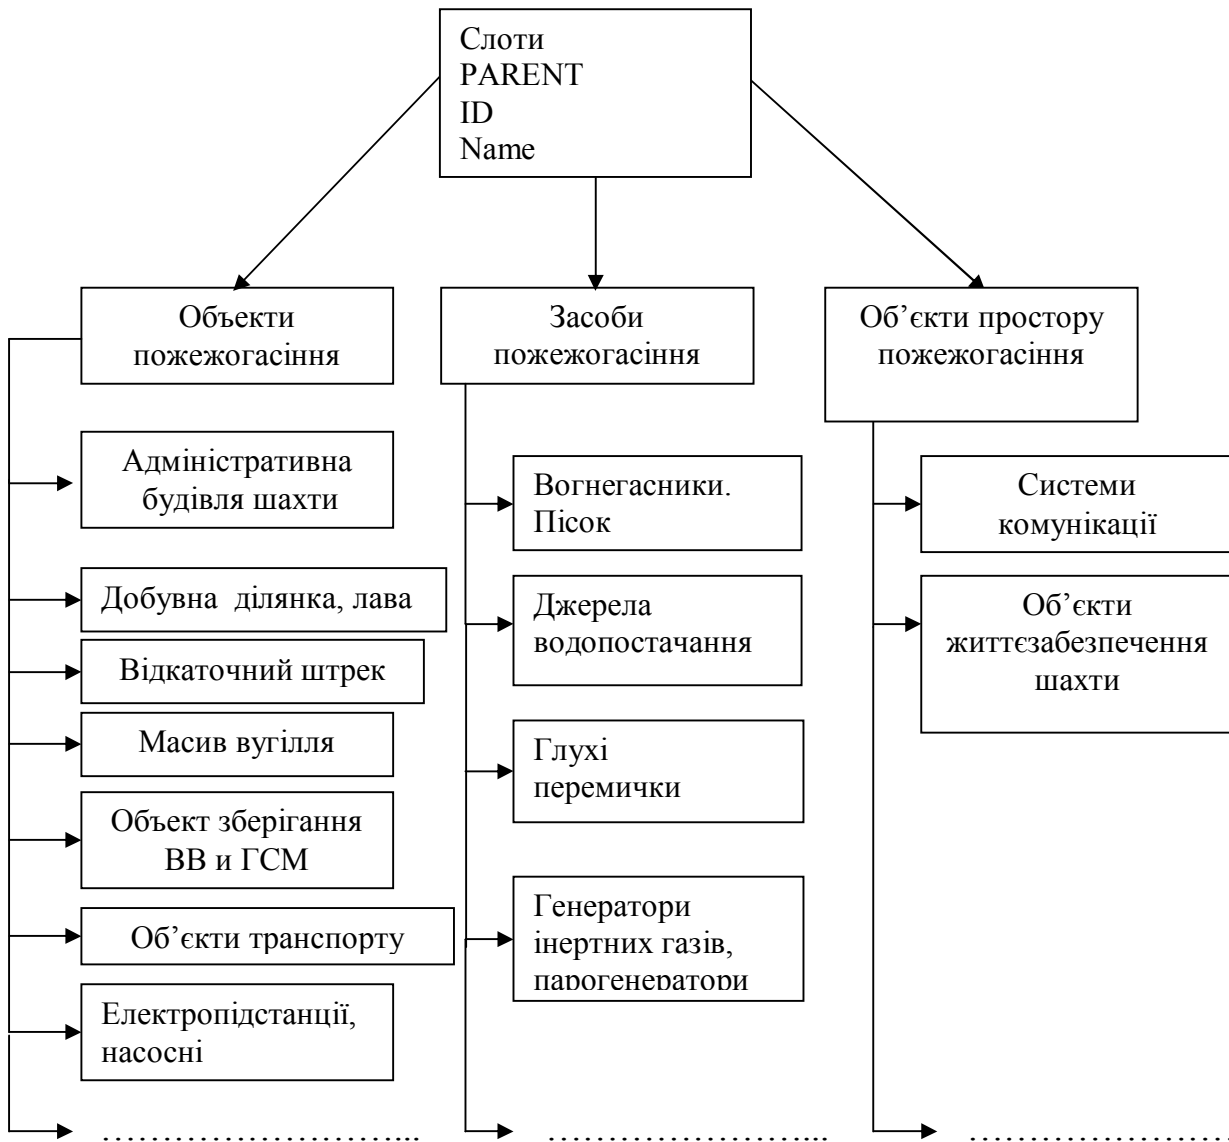 Слоти
PARENT
ID
Name
Объекти
пожежогасіння
Засоби
пожежогасіння
Об’єкти простору
пожежогасіння
Адміністративна
будівля шахти
Добувна ділянка, лава
Відкаточний штрек
Масив вугілля
Объект зберігання
ВВ и ГСМ
Об’єкти транспорту
Електропідстанції,
насосні
…………………...
Вогнегасники.
Пісок
Джерела
водопостачання
Глухі
перемички
Генератори
інертних газів,
парогенератори
…………………...
Системи
комунікації
Об’єкти
життєзабезпечення
шахти
…………………